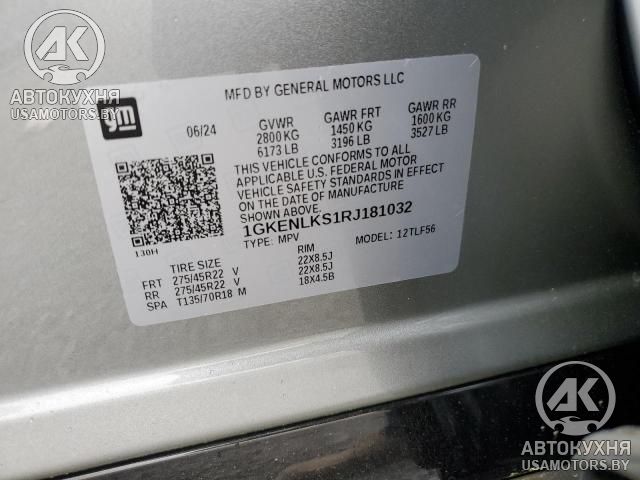 AK
АВТОКУХНЯ
USAMOTORS.BY
MFD BY GENERAL MOTORS LLC
gm
06/24 GVWR GAWR FRT GAWR RR
2800 KG 1450 KG 1600 KG
6173 LB 3196 LB 3527 LB
THIS VEHICLE CONFORMS TO ALL
APPLICABLE U.S. FEDERAL MOTOR
VEHICLE SAFETY STANDARDS IN EFFECT
ON THE DATE OF MANUFACTURE
SHOWN ABOVE.
1GKENLKS1RJ181032
130H TYPE: MPV MODEL: 12TLF56
TIRE SIZE RIM
FRT 275/45R22 V 22X8.5J
RR 275/45R22 V 22X8.5J
SPA T135/70R18 M 18X4.5B
AK
АВТОКУХНЯ
USAMOTORS.BY